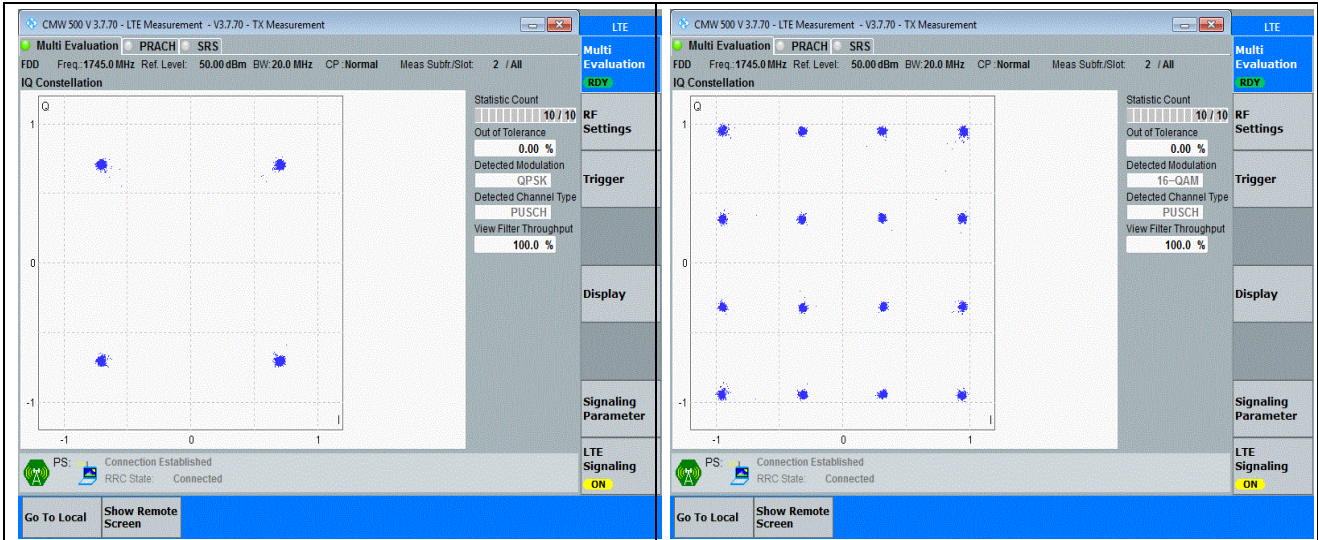 CMW 500 V 3.7.70 - LTE Measurement - V3.7.70 - TX Measurement
LTE
Multi Evaluation PRACH SRS
Multi
Evaluation
RDY
FDD Freq.:1745.0 MHz Ref. Level: 50.00 dBm BW:20.0 MHz CP :Normal Meas Subfr./Slot: 2 / All
IQ Constellation
Q
1
0
-1
-1
0
1
I
Statistic Count
10 / 10
Out of Tolerance
0.00 %
Detected Modulation
QPSK
Detected Channel Type
PUSCH
View Filter Throughput
100.0 %
RF
Settings
Trigger
Display
Signaling
Parameter
LTE
Signaling
ON
PS: Connection Established
RRC State: Connected
Go To Local
Show Remote
Screen
CMW 500 V 3.7.70 - LTE Measurement - V3.7.70 - TX Measurement
LTE
Multi Evaluation PRACH SRS
Multi
Evaluation
RDY
FDD Freq.:1745.0 MHz Ref. Level: 50.00 dBm BW:20.0 MHz CP :Normal Meas Subfr./Slot: 2 / All
IQ Constellation
Q
1
0
-1
-1
0
1
I
Statistic Count
10 / 10
Out of Tolerance
0.00 %
Detected Modulation
16-QAM
Detected Channel Type
PUSCH
View Filter Throughput
100.0 %
RF
Settings
Trigger
Display
Signaling
Parameter
LTE
Signaling
ON
PS: Connection Established
RRC State: Connected
Go To Local
Show Remote
Screen